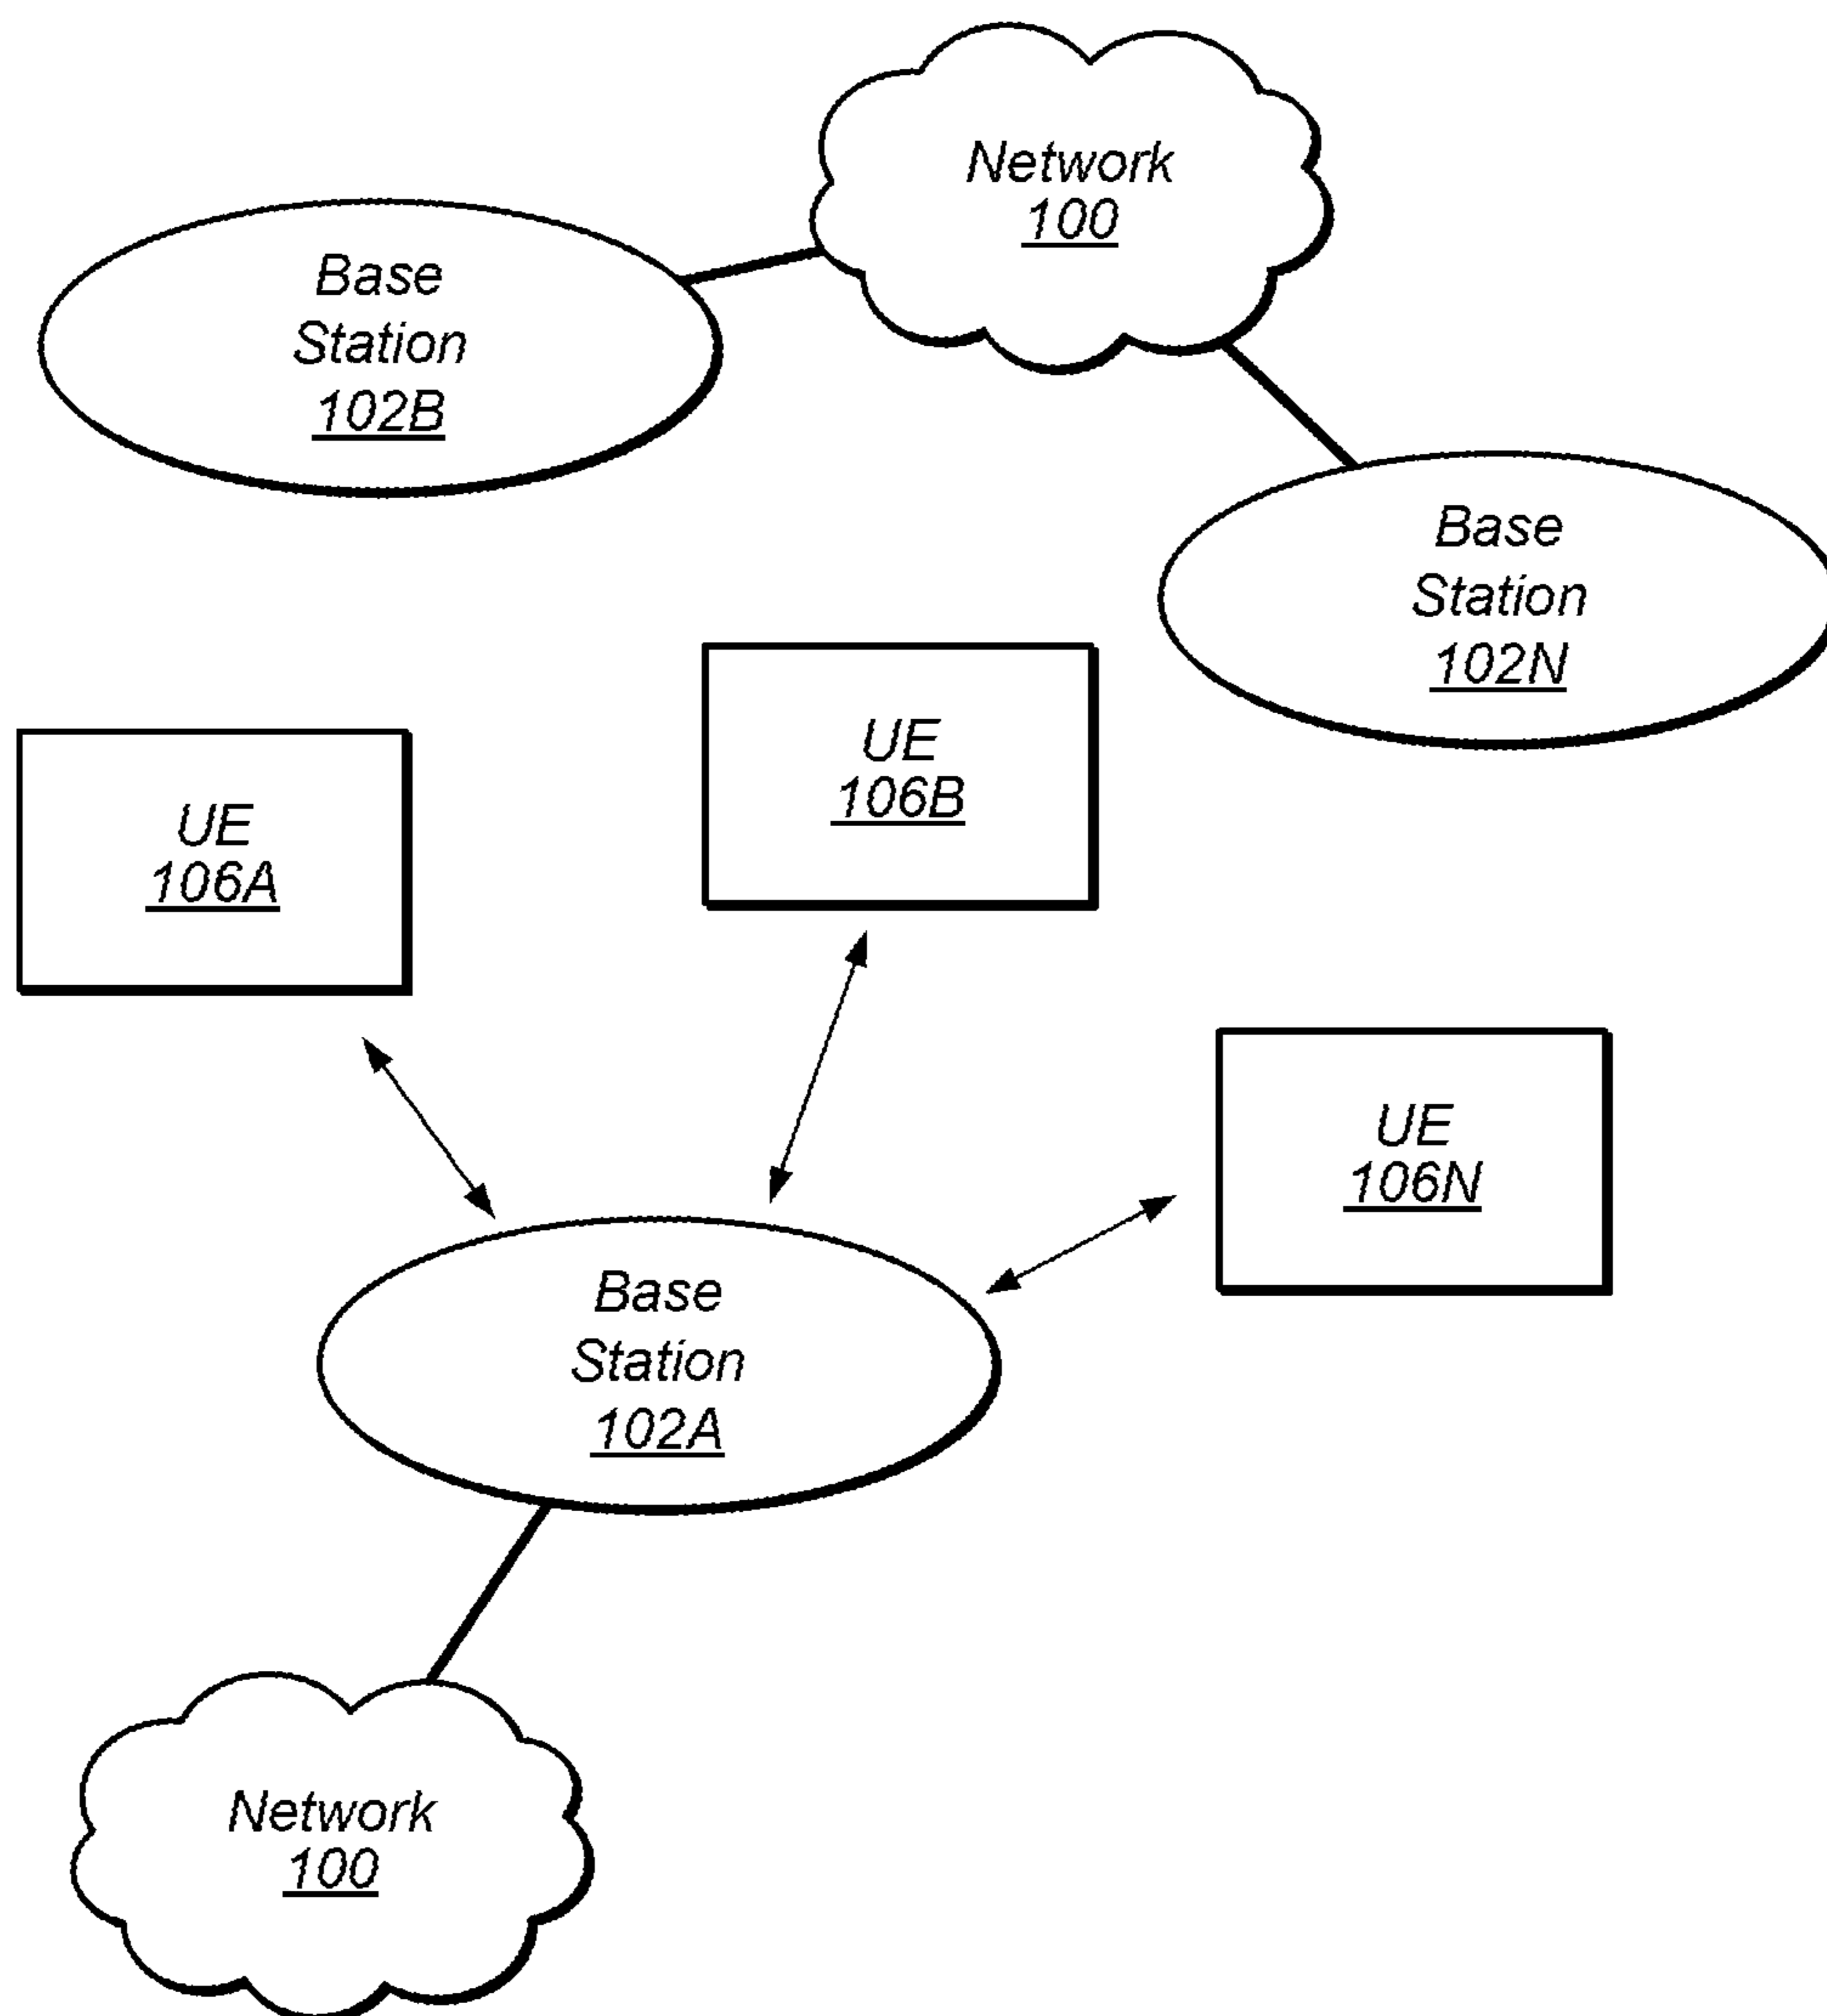 Network
100
Base
Station
102B
Base
Station
102N
UE
106B
UE
106A
UE
106N
Base
Station
102A
Network
100